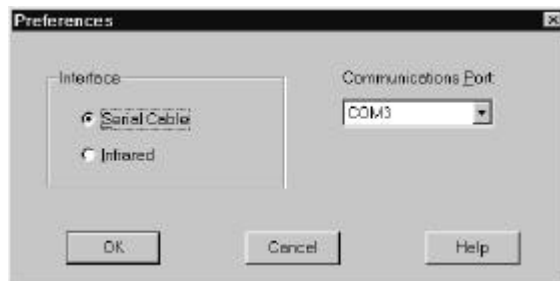 Preferences
Interface
Serial Cable
Infrared
Communications Port
COM3
OK
Cancel
Help